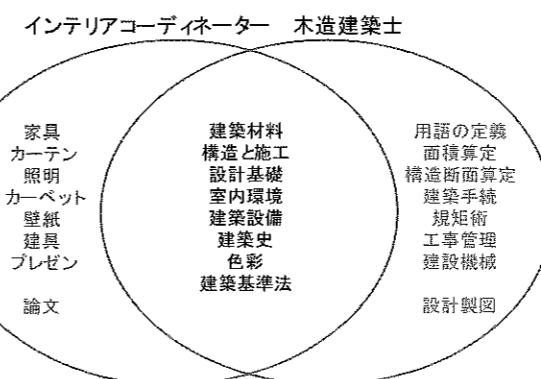 インテリアコーディネーター　木造建築士
家具
カーテン
照明
カーペット
壁紙
建具
プレゼン
論文
建築材料
構造と施工
設計基礎
室内環境
建築設備
建築史
色彩
建築基準法
用語の定義
面積算定
構造断面算定
建築手続
規矩術
工事管理
建設機械
設計製図